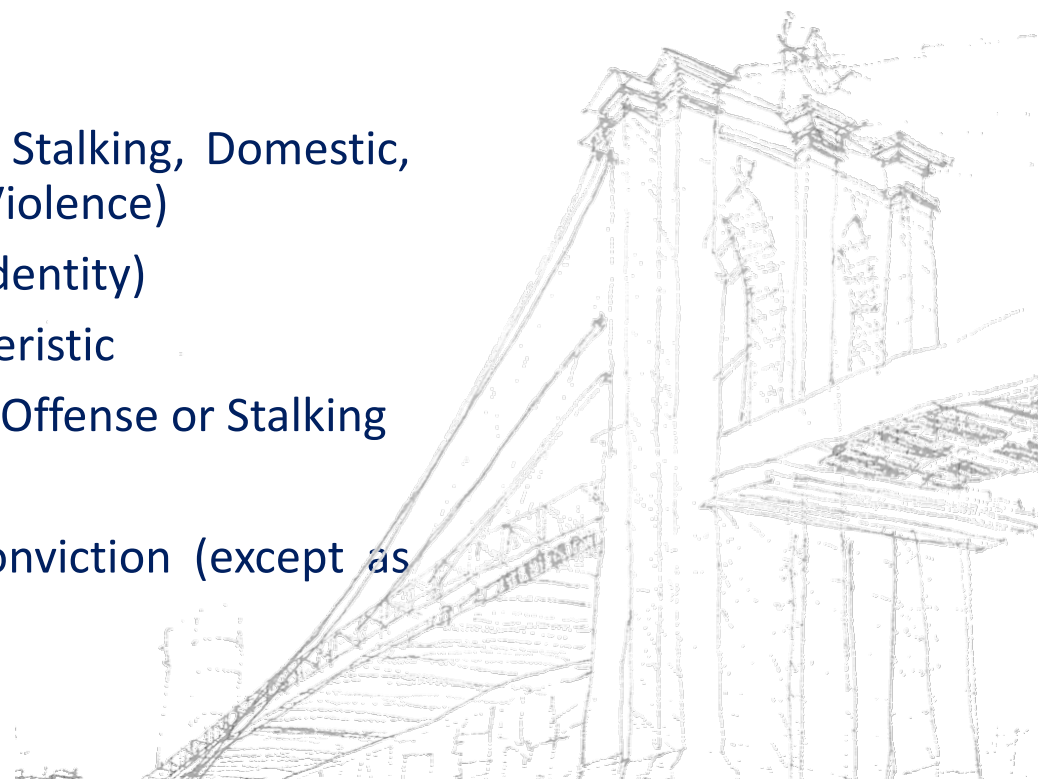 Stalking, Domestic,
Violence)
dentity)
eristic
Offense or Stalking
onviction (except as